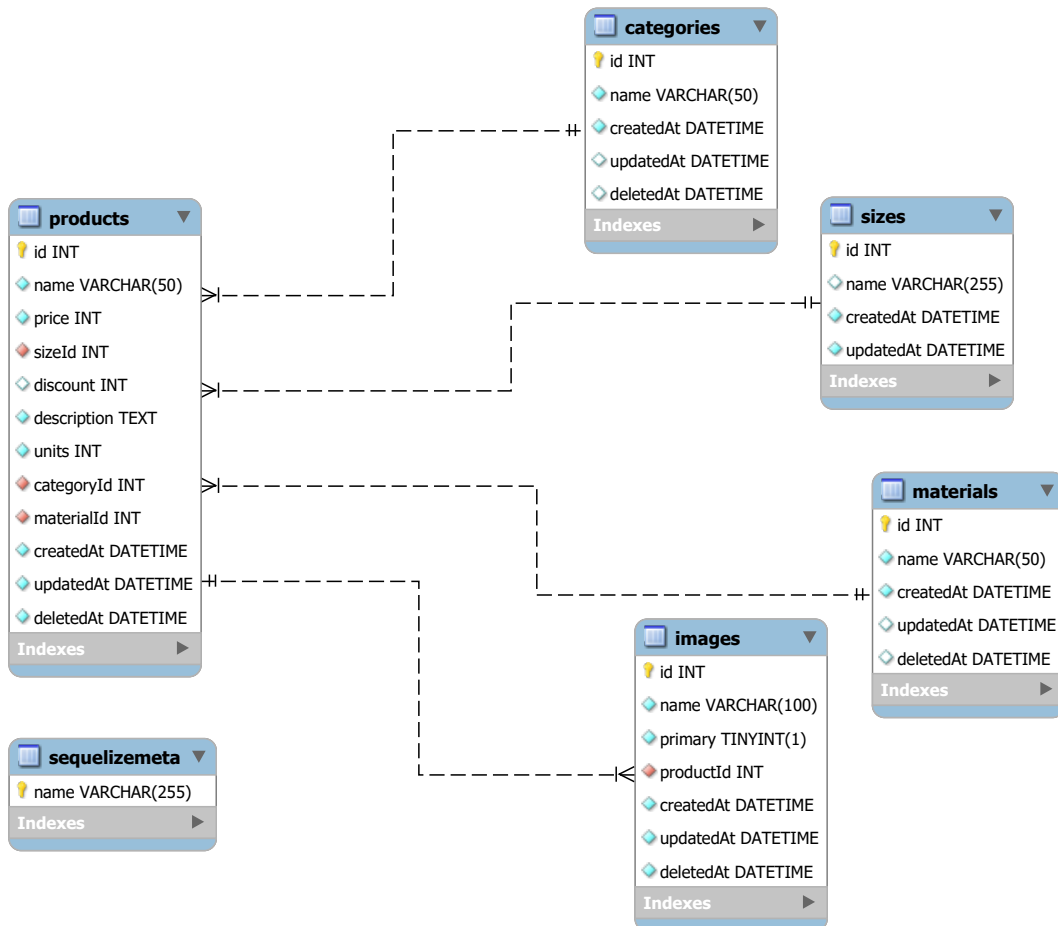 categories
id INT
name VARCHAR(50)
createdAt DATETIME
updatedAt DATETIME
deletedAt DATETIME
Indexes
products
id INT
name VARCHAR(50)
price INT
sizeId INT
discount INT
description TEXT
units INT
categoryId INT
materialId INT
createdAt DATETIME
updatedAt DATETIME
deletedAt DATETIME
Indexes
sizes
id INT
name VARCHAR(255)
createdAt DATETIME
updatedAt DATETIME
Indexes
materials
id INT
name VARCHAR(50)
createdAt DATETIME
updatedAt DATETIME
deletedAt DATETIME
Indexes
images
id INT
name VARCHAR(100)
primary TINYINT(1)
productId INT
createdAt DATETIME
updatedAt DATETIME
deletedAt DATETIME
Indexes
sequelizemeta
name VARCHAR(255)
Indexes